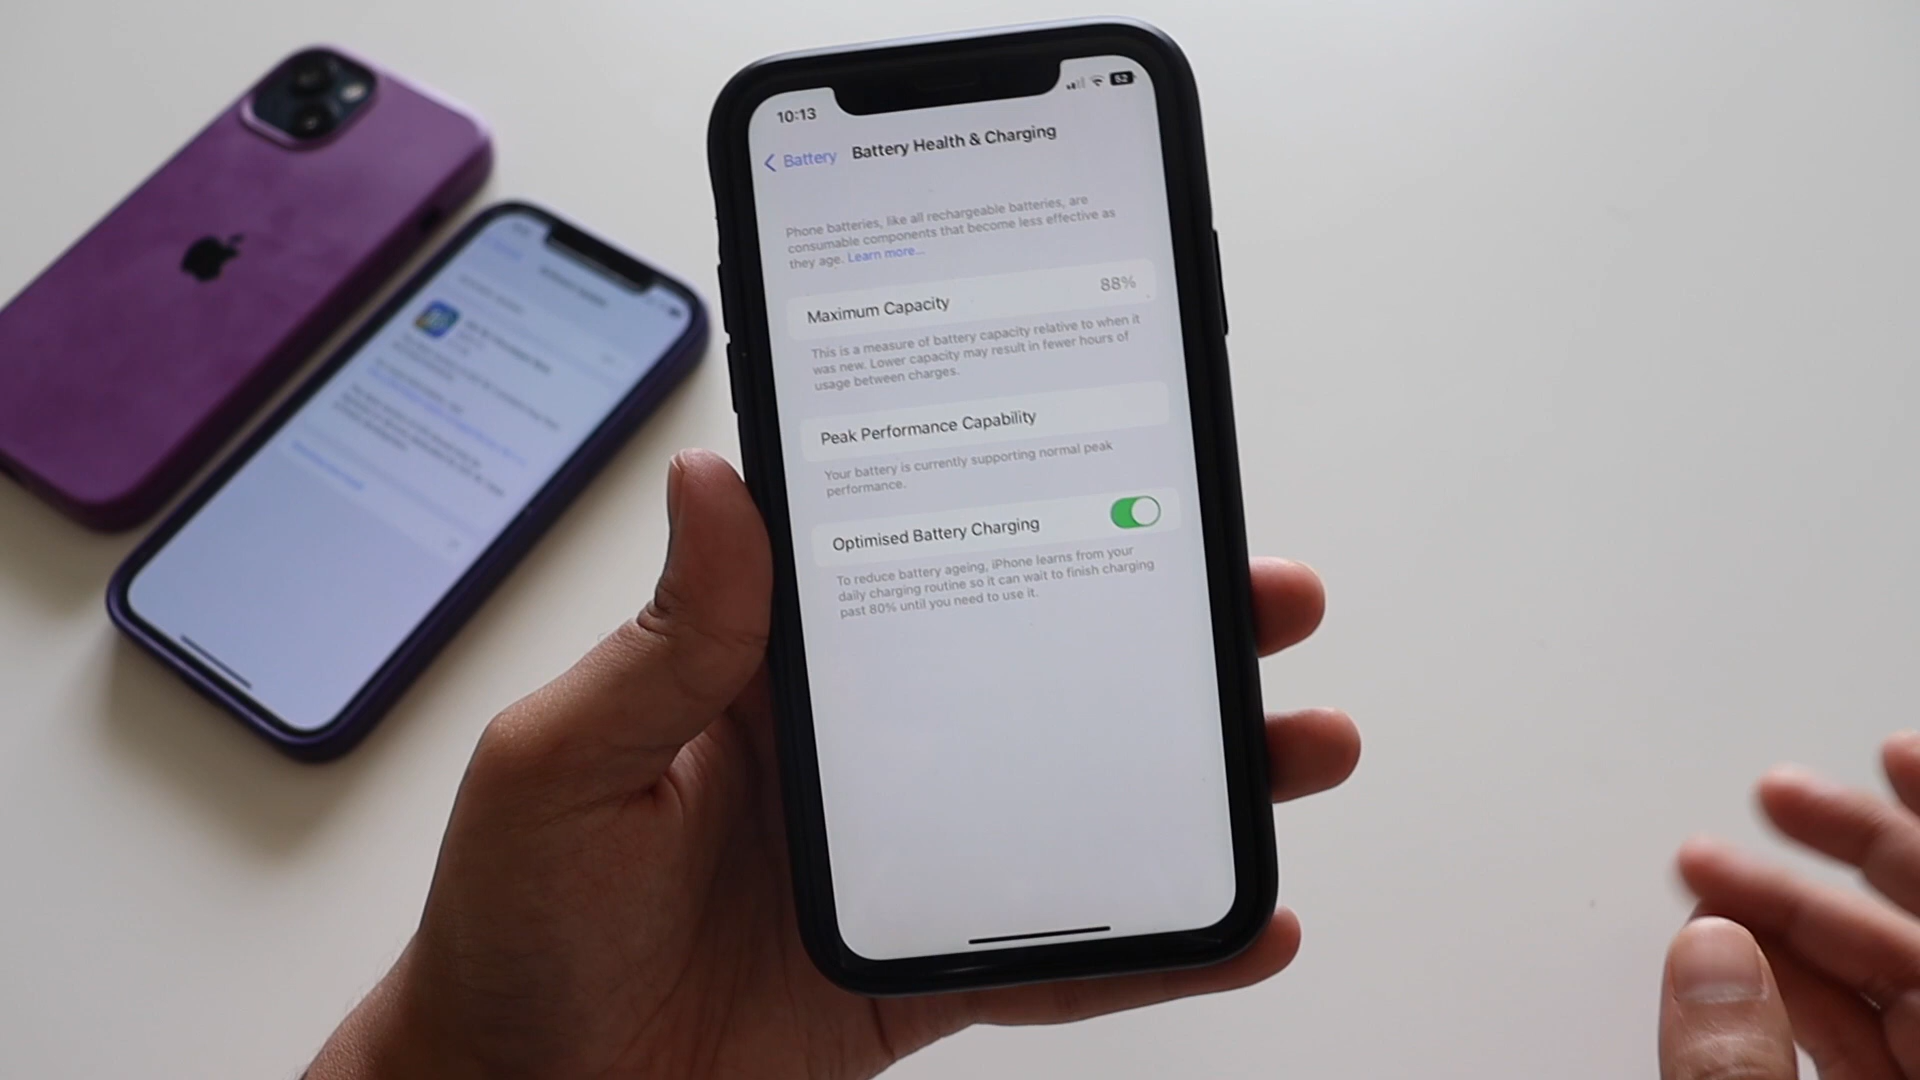 10:13
52
Battery
Battery Health & Charging
Phone batteries, like all rechargeable batteries, are
consumable components that become less effective as
they age. Learn more...
Maximum Capacity
88%
This is a measure of battery capacity relative to when it
was new. Lower capacity may result in fewer hours of
usage between charges.
Peak Performance Capability
Your battery is currently supporting normal peak
performance.
Optimised Battery Charging
To reduce battery ageing, iPhone learns from your
daily charging routine so it can wait to finish charging
past 80% until you need to use it.